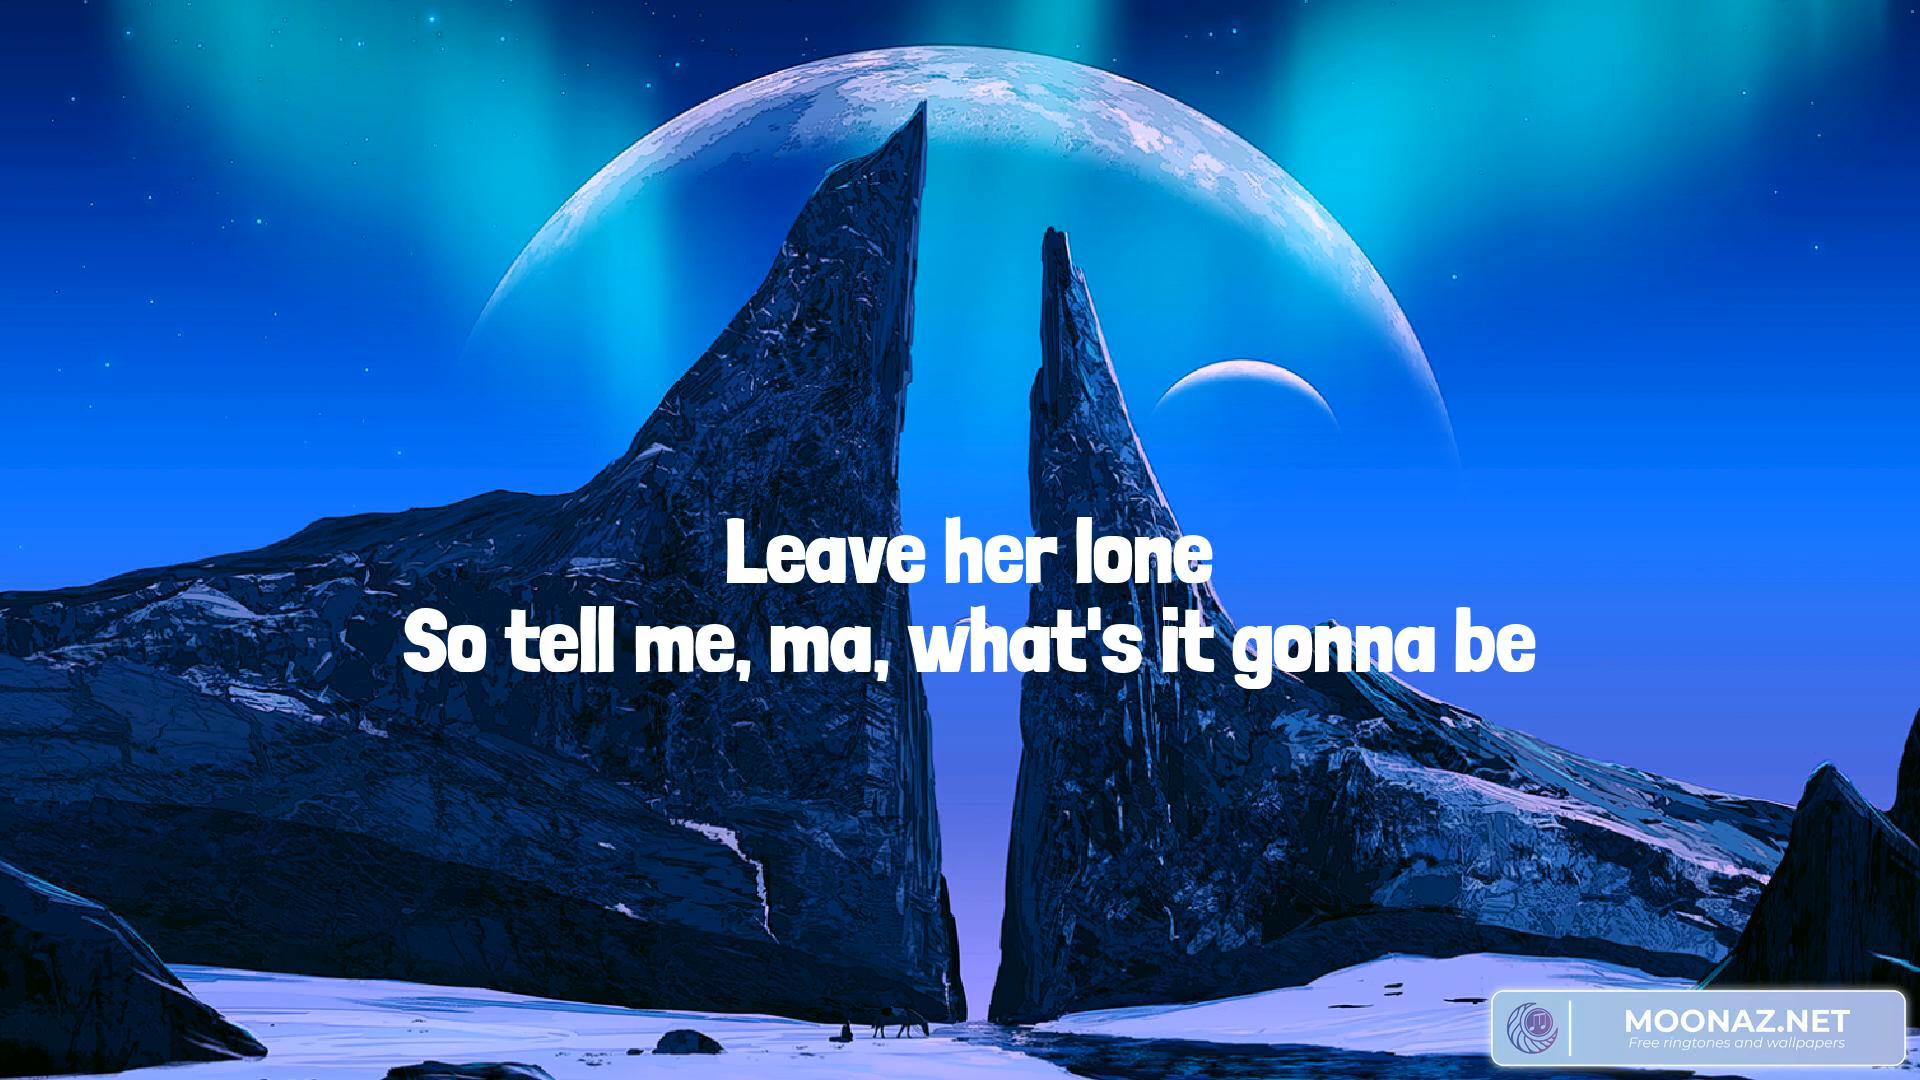 Leave her lone
So tell me, ma, what's it gonna be
MOONAZ.NET
Free ringtones and wallpapers